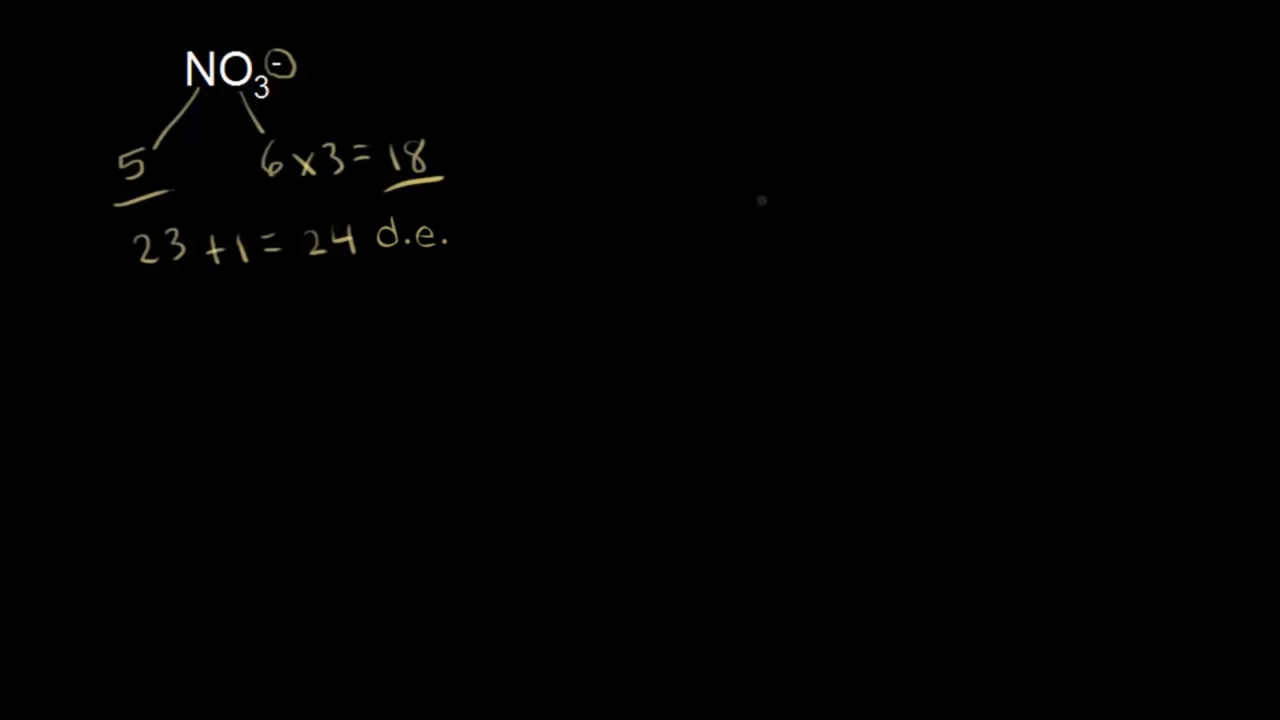 NO₃⁻
5 6x3=18
23+1=24 d.e.